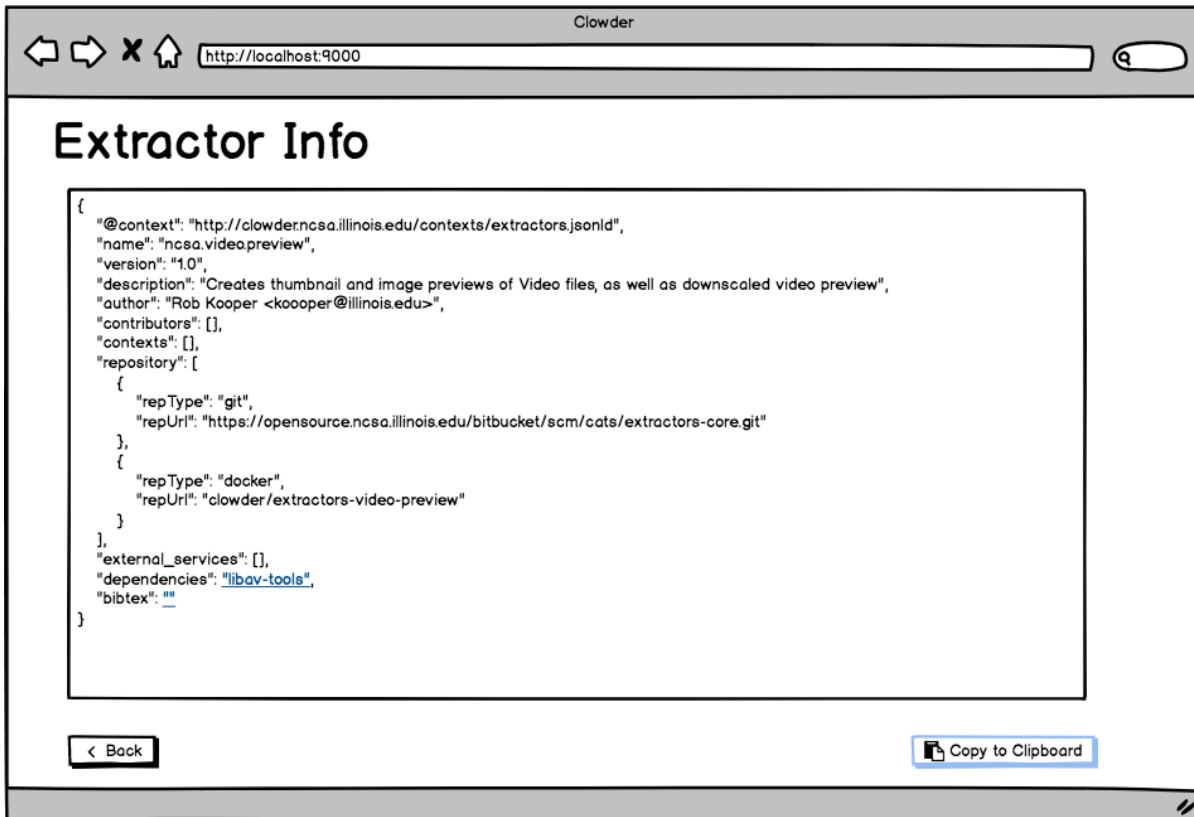 Clowder
http://localhost:9000
Extractor Info
{
"@context": "http://clowder.ncsa.illinois.edu/contexts/extractors.jsonld",
"name": "ncsa.video.preview",
"version": "1.0",
"description": "Creates thumbnail and image previews of Video files, as well as downscaled video preview",
"author": "Rob Kooper <koooper@illinois.edu>",
"contributors": [],
"contexts": [],
"repository": [
{
"repType": "git",
"repUrl": "https://opensource.ncsa.illinois.edu/bitbucket/scm/cats/extractors-core.git"
},
{
"repType": "docker",
"repUrl": "clowder/extractors-video-preview"
}
],
"external_services": [],
"dependencies": "libav-tools",
"bibtex": ""
}
< Back
Copy to Clipboard